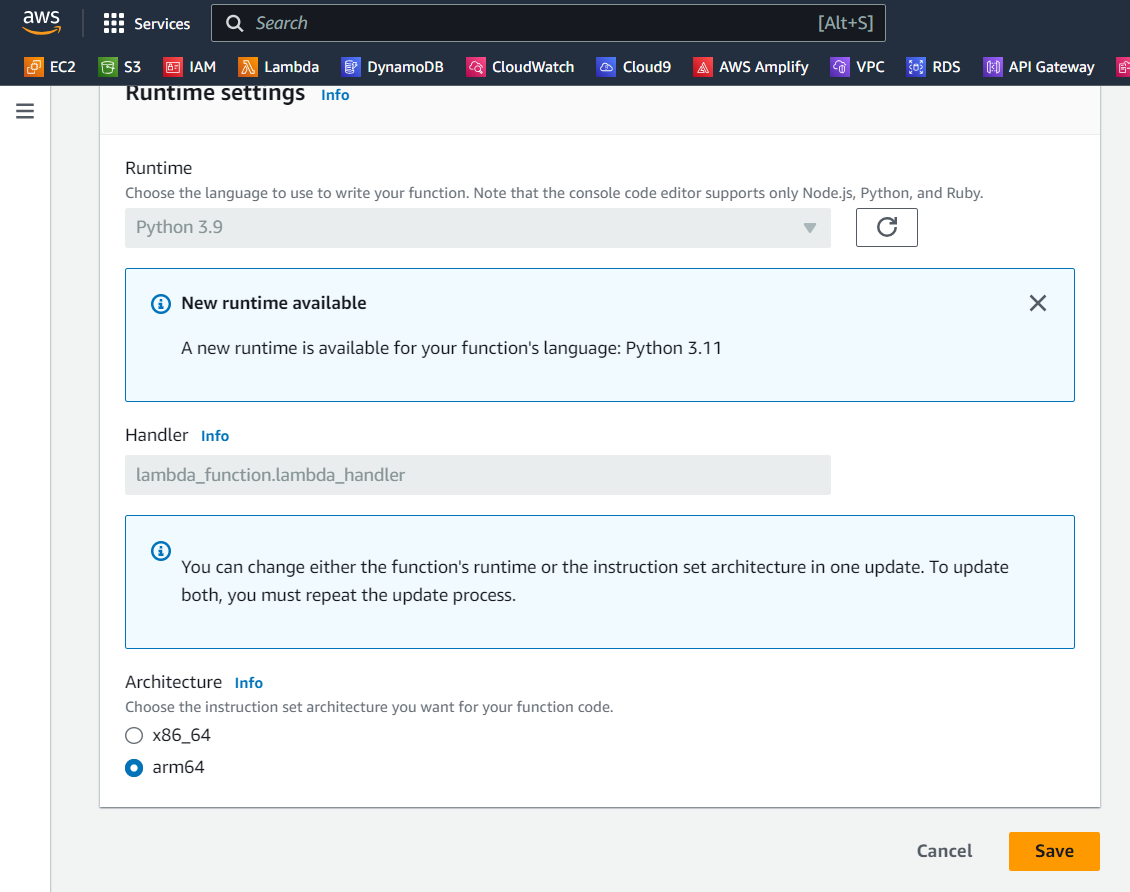 aws Services Search [Alt+S]
EC2 S3 IAM Lambda DynamoDB CloudWatch Cloud9 AWS Amplify VPC RDS API Gateway
Runtime settings Info
Runtime
Choose the language to use to write your function. Note that the console code editor supports only Node.js, Python, and Ruby.
Python 3.9
New runtime available
A new runtime is available for your function's language: Python 3.11
Handler Info
lambda_function.lambda_handler
You can change either the function's runtime or the instruction set architecture in one update. To update
both, you must repeat the update process.
Architecture Info
Choose the instruction set architecture you want for your function code.
x86_64
arm64
Cancel Save